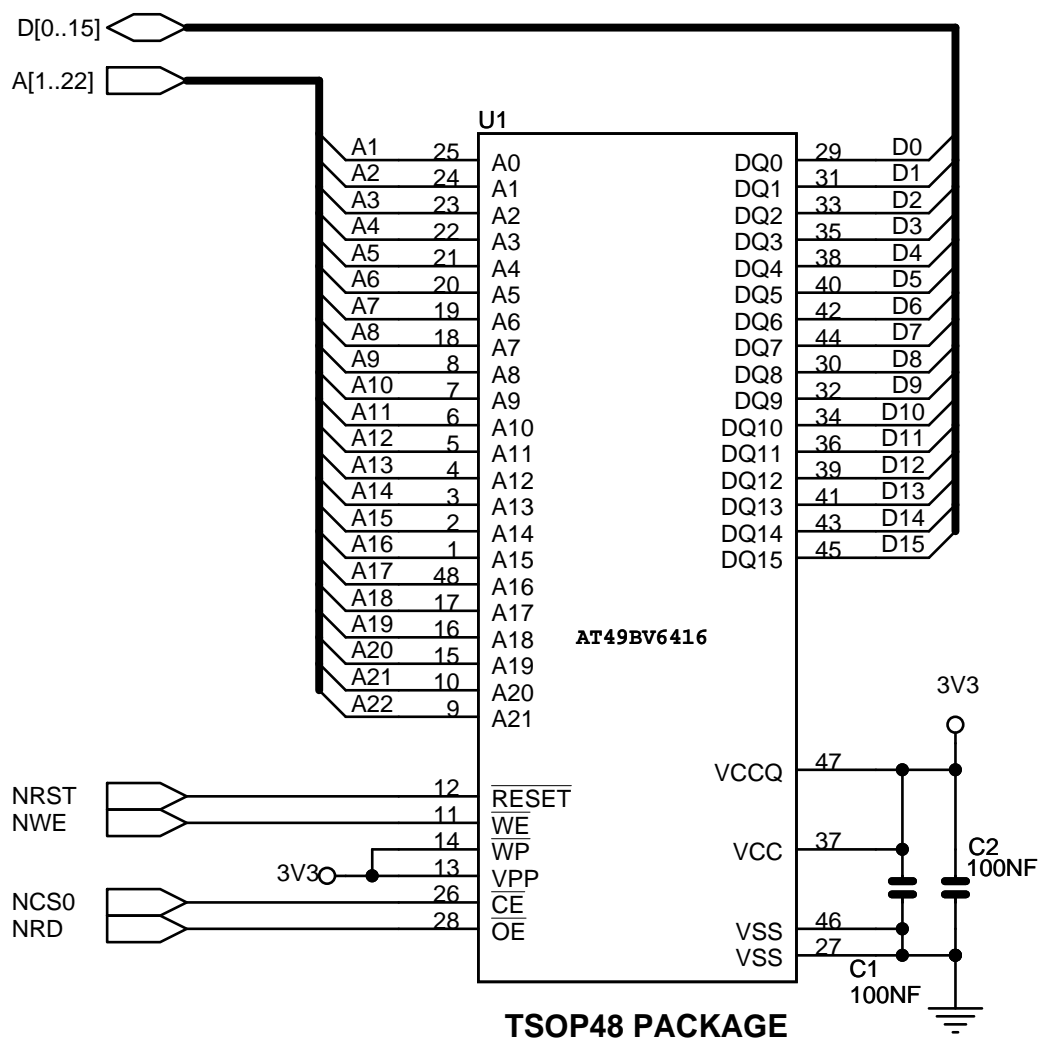 D[0..15]
A[1..22]
U1
A1 25 A0 DQ0 29 D0
A2 24 A1 DQ1 31 D1
A3 23 A2 DQ2 33 D2
A4 22 A3 DQ3 35 D3
A5 21 A4 DQ4 38 D4
A6 20 A5 DQ5 40 D5
A7 19 A6 DQ6 42 D6
A8 18 A7 DQ7 44 D7
A9 8 A8 DQ8 30 D8
A10 7 A9 DQ9 32 D9
A11 6 A10 DQ10 34 D10
A12 5 A11 DQ11 36 D11
A13 4 A12 DQ12 39 D12
A14 3 A13 DQ13 41 D13
A15 2 A14 DQ14 43 D14
A16 1 A15 DQ15 45 D15
A17 48 A16
A18 17 A17
A19 16 A18 AT49BV6416
A20 15 A19
A21 10 A20
A22 9 A21
3V3
VCCQ 47
NRST 12 RESET
NWE 11 WE
14 WP VCC 37 C2
100NF
3V3 13 VPP
NCS0 26 CE
NRD 28 OE VSS 46
VSS 27
C1
100NF
TSOP48 PACKAGE